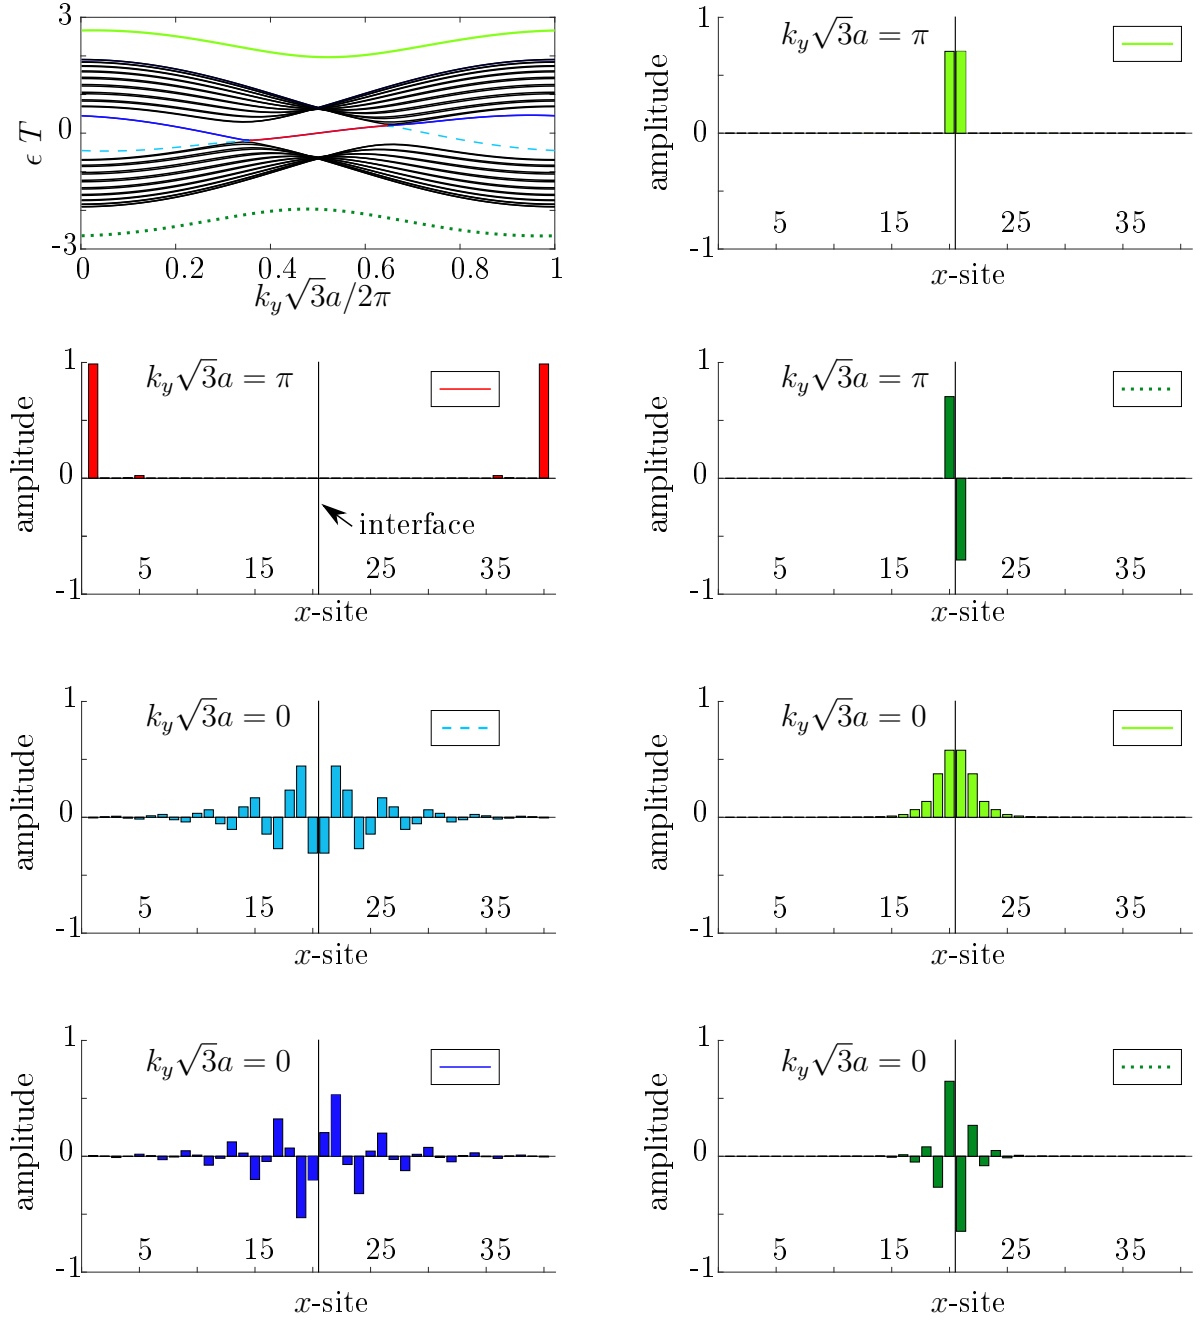 3
0
-3
ϵ T
0 0.2 0.4 0.6 0.8 1
k_y√3a/2π
1
0
-1
amplitude
k_y√3a = π
5 15 25 35
x-site
1
0
-1
amplitude
k_y√3a = π
interface
5 15 25 35
x-site
1
0
-1
amplitude
k_y√3a = π
5 15 25 35
x-site
1
0
-1
amplitude
k_y√3a = 0
5 15 25 35
x-site
1
0
-1
amplitude
k_y√3a = 0
5 15 25 35
x-site
1
0
-1
amplitude
k_y√3a = 0
5 15 25 35
x-site
1
0
-1
amplitude
k_y√3a = 0
5 15 25 35
x-site